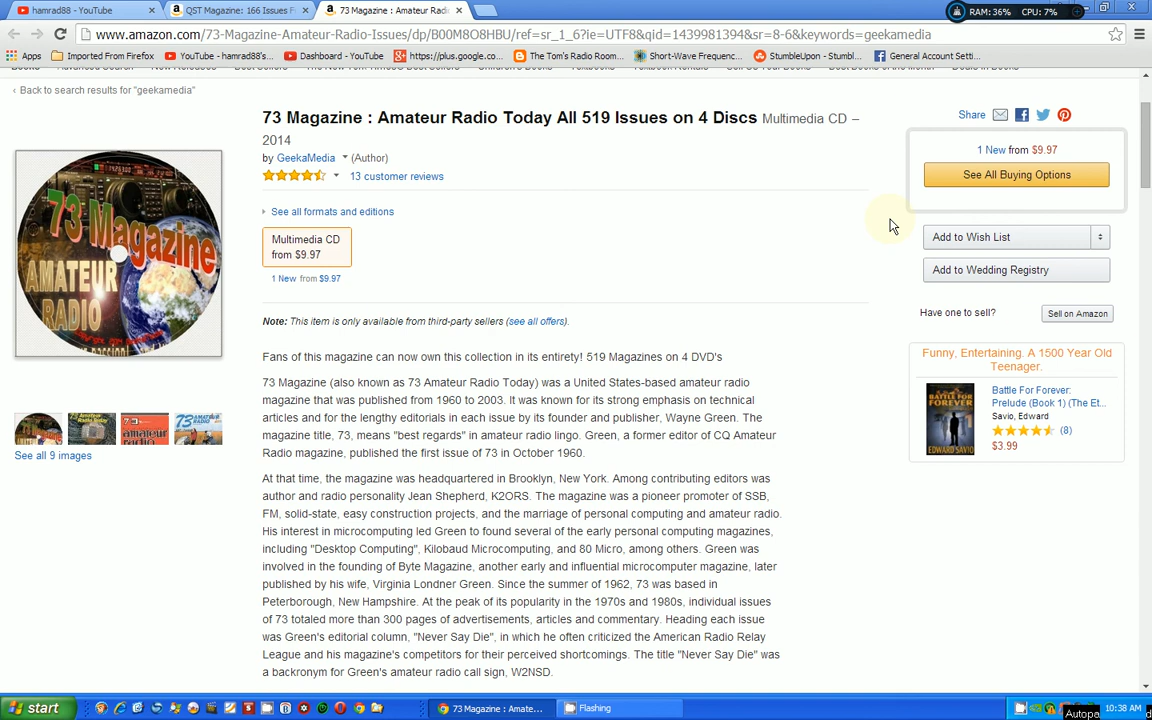 hamrad88 - YouTube
QST Magazine: 166 Issues F
73 Magazine : Amateur Radi
RAM: 36% CPU: 7%
www.amazon.com/73-Magazine-Amateur-Radio-Issues/dp/B00M8O8HBU/ref=sr_1_6?ie=UTF8&qid=1439981394&sr=8-6&keywords=geekamedia
Apps
Imported From Firefox
YouTube - hamrad88's...
Dashboard - YouTube
https://plus.google.co...
The Tom's Radio Room...
Short-Wave Frequenc...
StumbleUpon - Stumbl...
General Account Setti...
‹ Back to search results for "geekamedia"
73 Magazine : Amateur Radio Today All 519 Issues on 4 Discs Multimedia CD –
2014
by GeekaMedia (Author)
13 customer reviews
See all formats and editions
Multimedia CD
from $9.97
1 New from $9.97
Note: This item is only available from third-party sellers (see all offers).
Fans of this magazine can now own this collection in its entirety! 519 Magazines on 4 DVD's
73 Magazine (also known as 73 Amateur Radio Today) was a United States-based amateur radio
magazine that was published from 1960 to 2003. It was known for its strong emphasis on technical
articles and for the lengthy editorials in each issue by its founder and publisher, Wayne Green. The
magazine title, 73, means "best regards" in amateur radio lingo. Green, a former editor of CQ Amateur
Radio magazine, published the first issue of 73 in October 1960.
At that time, the magazine was headquartered in Brooklyn, New York. Among contributing editors was
author and radio personality Jean Shepherd, K2ORS. The magazine was a pioneer promoter of SSB,
FM, solid-state, easy construction projects, and the marriage of personal computing and amateur radio.
His interest in microcomputing led Green to found several of the early personal computing magazines,
including "Desktop Computing", Kilobaud Microcomputing, and 80 Micro, among others. Green was
involved in the founding of Byte Magazine, another early and influential microcomputer magazine, later
published by his wife, Virginia Londner Green. Since the summer of 1962, 73 was based in
Peterborough, New Hampshire. At the peak of its popularity in the 1970s and 1980s, individual issues
of 73 totaled more than 300 pages of advertisements, articles and commentary. Heading each issue
was Green's editorial column, "Never Say Die", in which he often criticized the American Radio Relay
League and his magazine's competitors for their perceived shortcomings. The title "Never Say Die" was
a backronym for Green's amateur radio call sign, W2NSD.
73 Magazine
AMATEUR
RADIO
See all 9 images
Share
1 New from $9.97
See All Buying Options
Add to Wish List
Add to Wedding Registry
Have one to sell?
Sell on Amazon
Funny, Entertaining. A 1500 Year Old
Teenager.
BATTLE FOR
FOREVER
Battle For Forever:
Prelude (Book 1) (The Et...
Savio, Edward
(8)
$3.99
start
73 Magazine : Amate...
Flashing
10:38 AM
Autopa